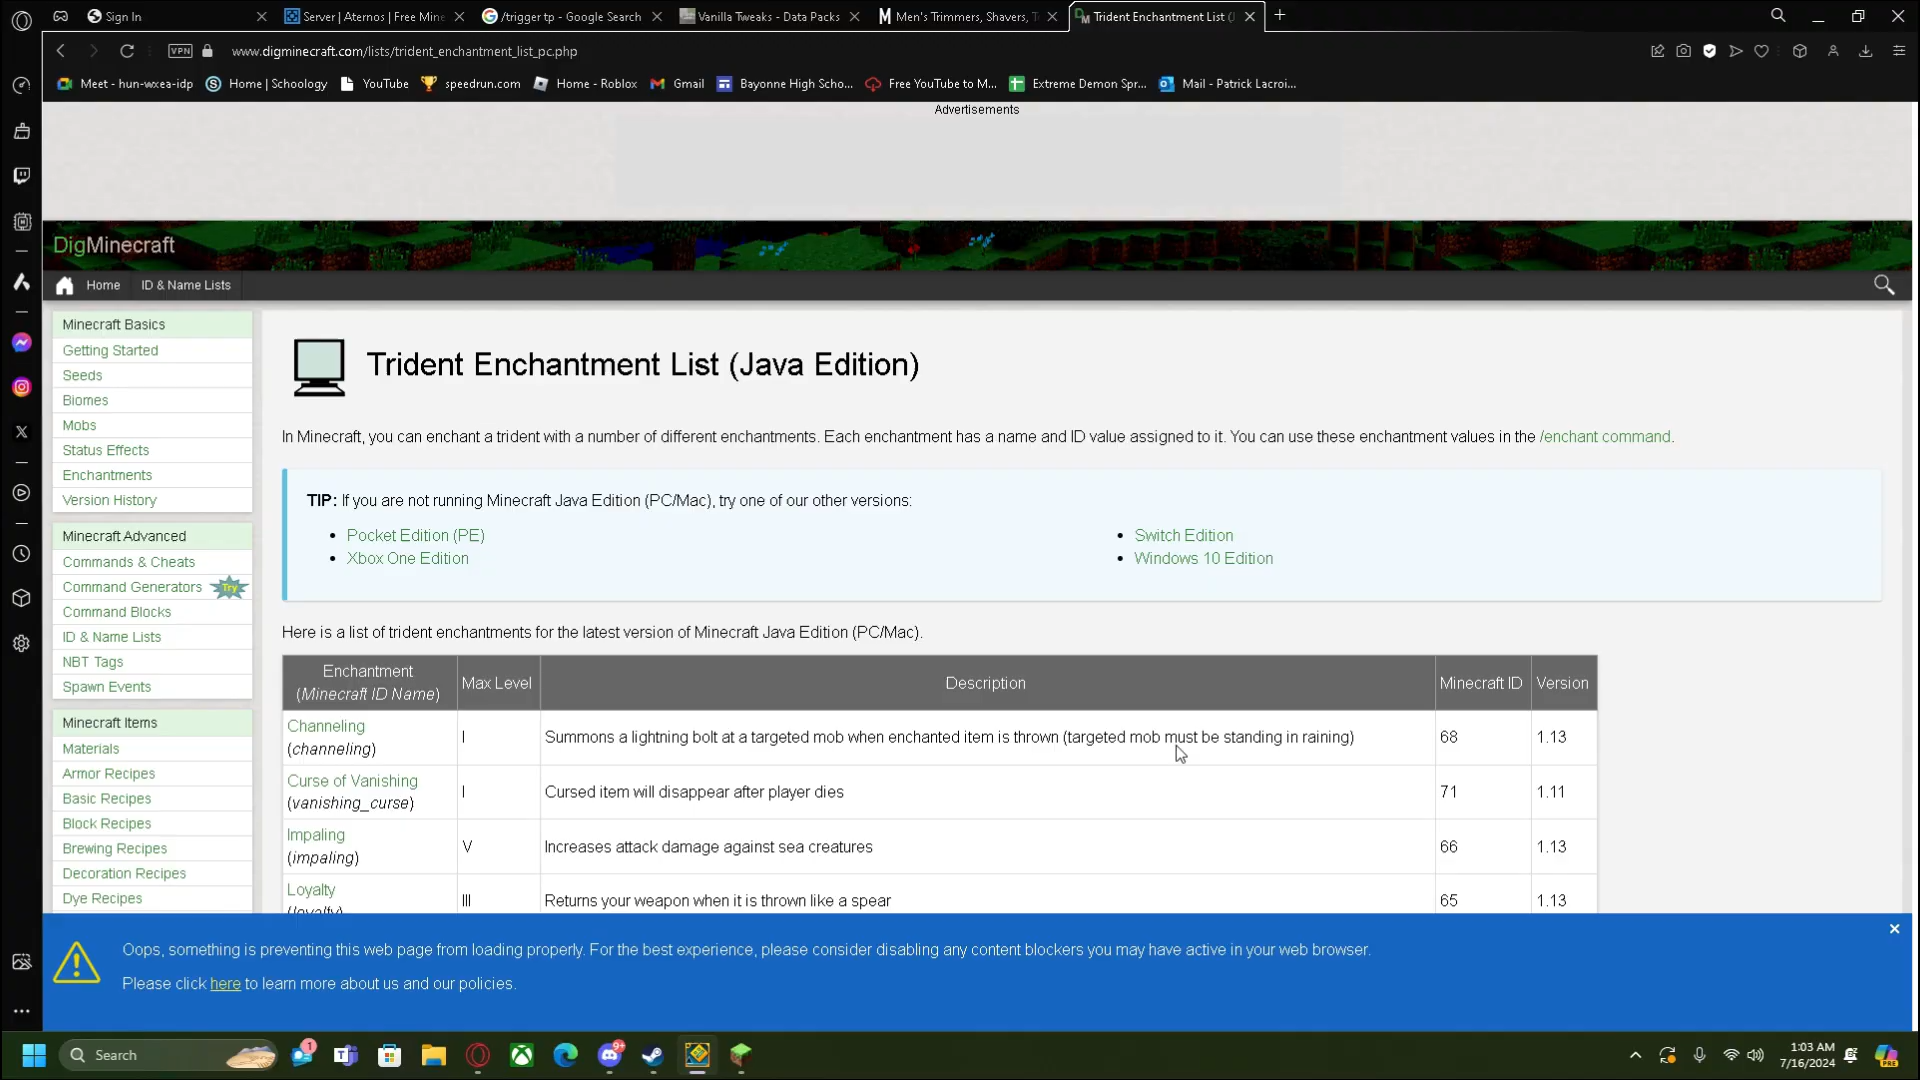 Sign In
Server | Aternos | Free Mine
/trigger tp - Google Search
Vanilla Tweaks - Data Packs
Men's Trimmers, Shavers, T
Trident Enchantment List (J
VPN
www.digminecraft.com/lists/trident_enchantment_list_pc.php
Meet - hun-wxea-idp
Home | Schoology
YouTube
speedrun.com
Home - Roblox
Gmail
Bayonne High Scho...
Free YouTube to M...
Extreme Demon Spr...
Mail - Patrick Lacroi...
Advertisements
DigMinecraft
Home
ID & Name Lists
Minecraft Basics
Getting Started
Seeds
Biomes
Mobs
Status Effects
Enchantments
Version History
Minecraft Advanced
Commands & Cheats
Command Generators
Try
Command Blocks
ID & Name Lists
NBT Tags
Spawn Events
Minecraft Items
Materials
Armor Recipes
Basic Recipes
Block Recipes
Brewing Recipes
Decoration Recipes
Dye Recipes
Trident Enchantment List (Java Edition)
In Minecraft, you can enchant a trident with a number of different enchantments. Each enchantment has a name and ID value assigned to it. You can use these enchantment values in the /enchant command.
TIP: If you are not running Minecraft Java Edition (PC/Mac), try one of our other versions:
• Pocket Edition (PE)
• Xbox One Edition
• Switch Edition
• Windows 10 Edition
Here is a list of trident enchantments for the latest version of Minecraft Java Edition (PC/Mac).
Enchantment
(Minecraft ID Name)
Max Level
Description
Minecraft ID
Version
Channeling
(channeling)
I
Summons a lightning bolt at a targeted mob when enchanted item is thrown (targeted mob must be standing in raining)
68
1.13
Curse of Vanishing
(vanishing_curse)
I
Cursed item will disappear after player dies
71
1.11
Impaling
(impaling)
V
Increases attack damage against sea creatures
66
1.13
Loyalty
(loyalty)
III
Returns your weapon when it is thrown like a spear
65
1.13
Oops, something is preventing this web page from loading properly. For the best experience, please consider disabling any content blockers you may have active in your web browser.
Please click here to learn more about us and our policies.
Search
1
9+
1:03 AM
7/16/2024
PRE